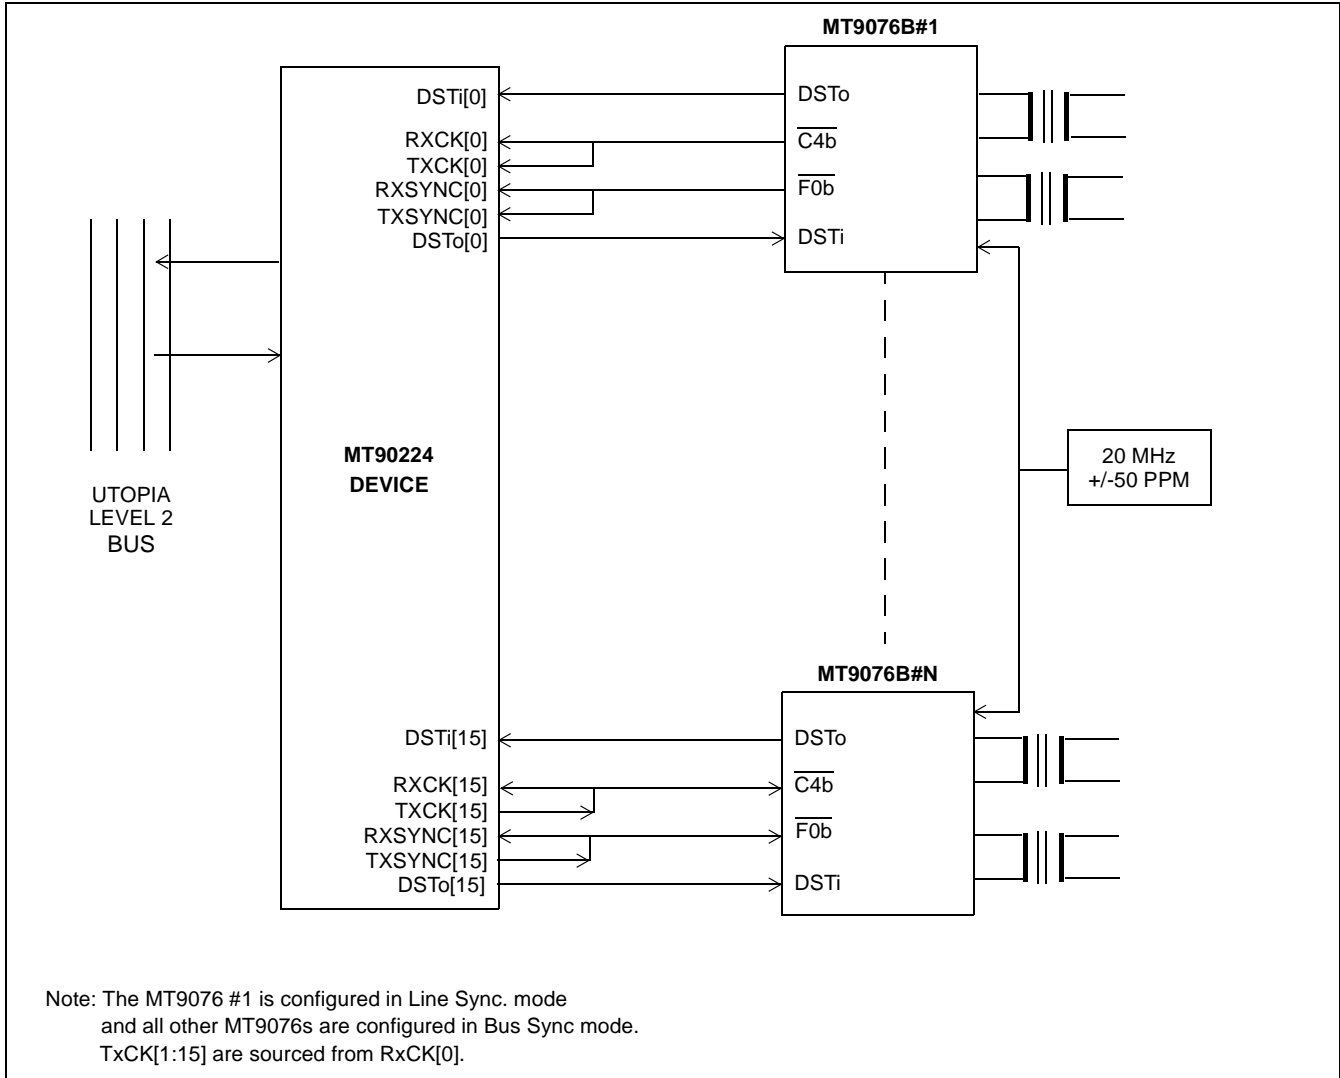 MT9076B#1
DSTi[0]
RXCK[0]
TXCK[0]
RXSYNC[0]
TXSYNC[0]
DSTo[0]
DSTo
C4b
F0b
DSTi
MT90224
DEVICE
20 MHz
+/-50 PPM
UTOPIA
LEVEL 2
BUS
MT9076B#N
DSTi[15]
RXCK[15]
TXCK[15]
RXSYNC[15]
TXSYNC[15]
DSTo[15]
DSTo
C4b
F0b
DSTi
Note: The MT9076 #1 is configured in Line Sync. mode
and all other MT9076s are configured in Bus Sync mode.
TxCK[1:15] are sourced from RxCK[0].